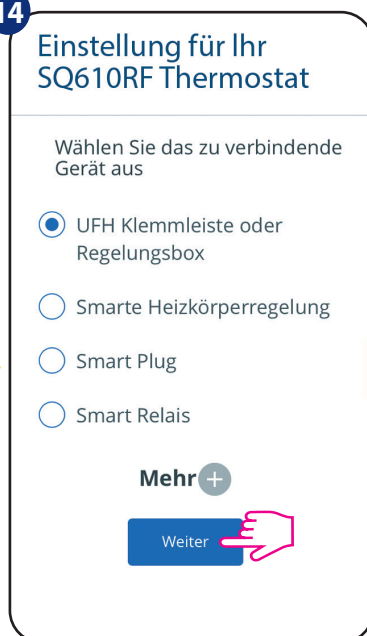 14
Einstellung für Ihr
SQ610RF Thermostat
Wählen Sie das zu verbindende
Gerät aus
UFH Klemmleiste oder
Regelungsbox
Smarte Heizkörperregelung
Smart Plug
Smart Relais
Mehr +
Weiter